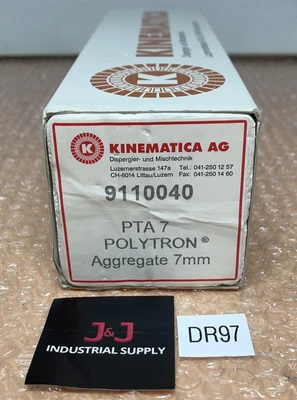 KINEMATICA
K
K
KINEMATICA AG
Dispergier- und Mischtechnik
Luzernerstrasse 147a Tel.: 041-250 12 57
CH-6014 Littau/Luzern Fax: 041-250 14 60
9110040
PTA 7
POLYTRON®
Aggregate 7mm
J&J
INDUSTRIAL SUPPLY
DR97